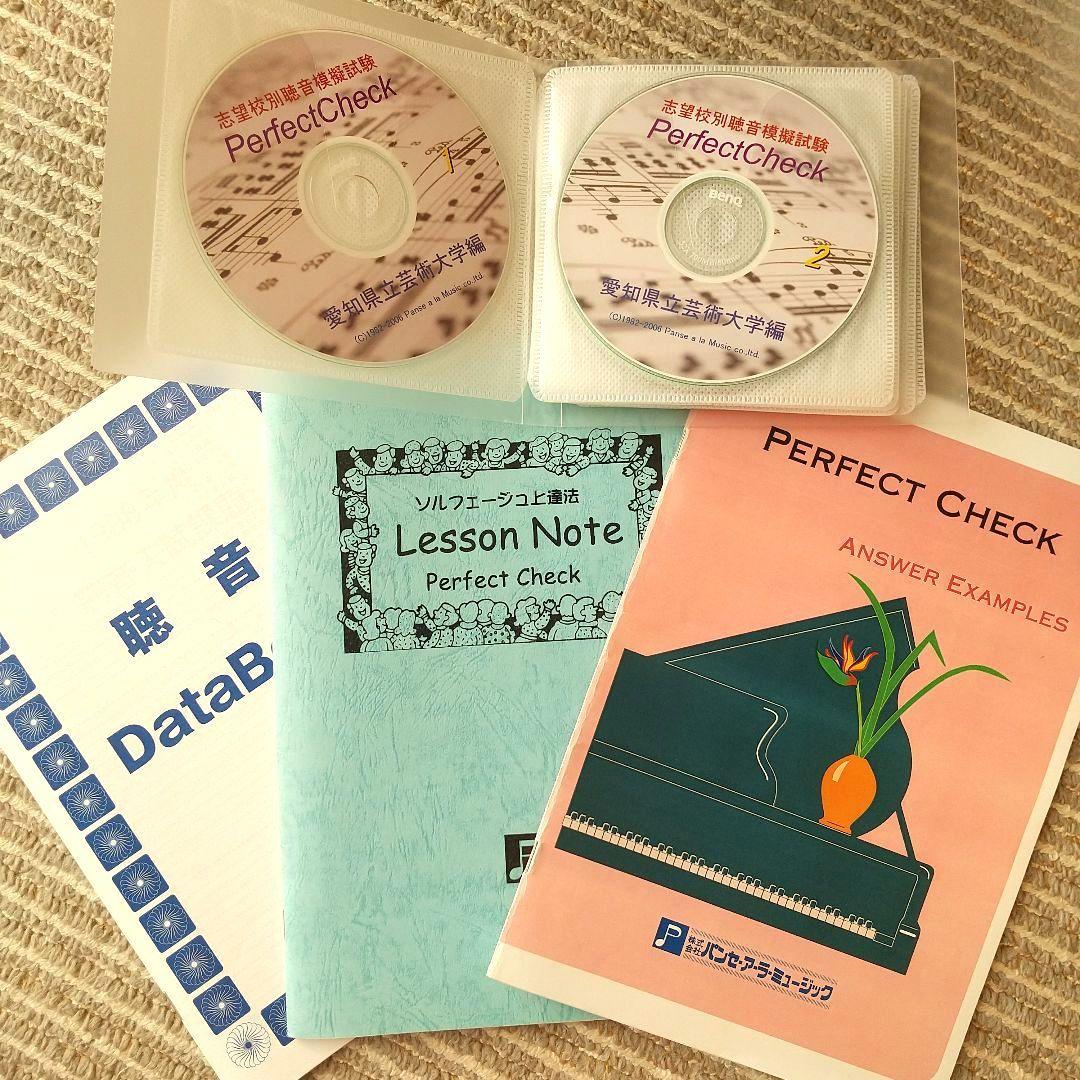 志望校別聴音模擬試験
PerfectCheck
1
愛知県立芸術大学編
(C)1982-2006 Panse a la Music co.,ltd.
志望校別聴音模擬試験
PerfectCheck
BenQ
2
愛知県立芸術大学編
(C)1982-2006 Panse a la Music co.,ltd.
聴音
DataB
ソルフェージュ上達法
Lesson Note
Perfect Check
PERFECT CHECK
ANSWER EXAMPLES
株式会社パンセ・ア・ラ・ミュージック